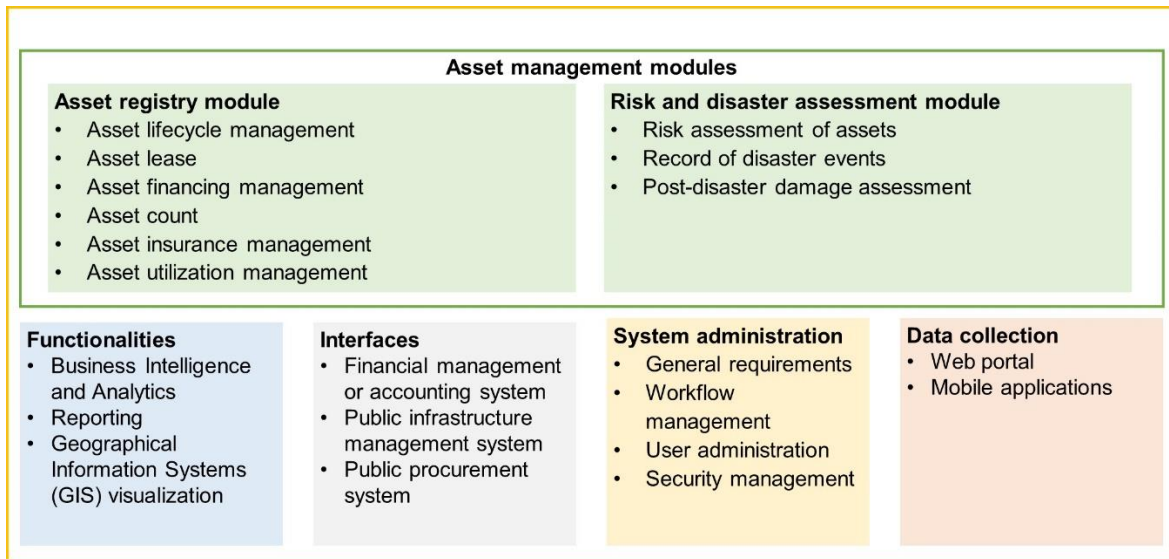 Asset management modules
Asset registry module
• Asset lifecycle management
• Asset lease
• Asset financing management
• Asset count
• Asset insurance management
• Asset utilization management
Risk and disaster assessment module
• Risk assessment of assets
• Record of disaster events
• Post-disaster damage assessment
Functionalities
• Business Intelligence
and Analytics
• Reporting
• Geographical
Information Systems
(GIS) visualization
Interfaces
• Financial management
or accounting system
• Public infrastructure
management system
• Public procurement
system
System administration
• General requirements
• Workflow
management
• User administration
• Security management
Data collection
• Web portal
• Mobile applications